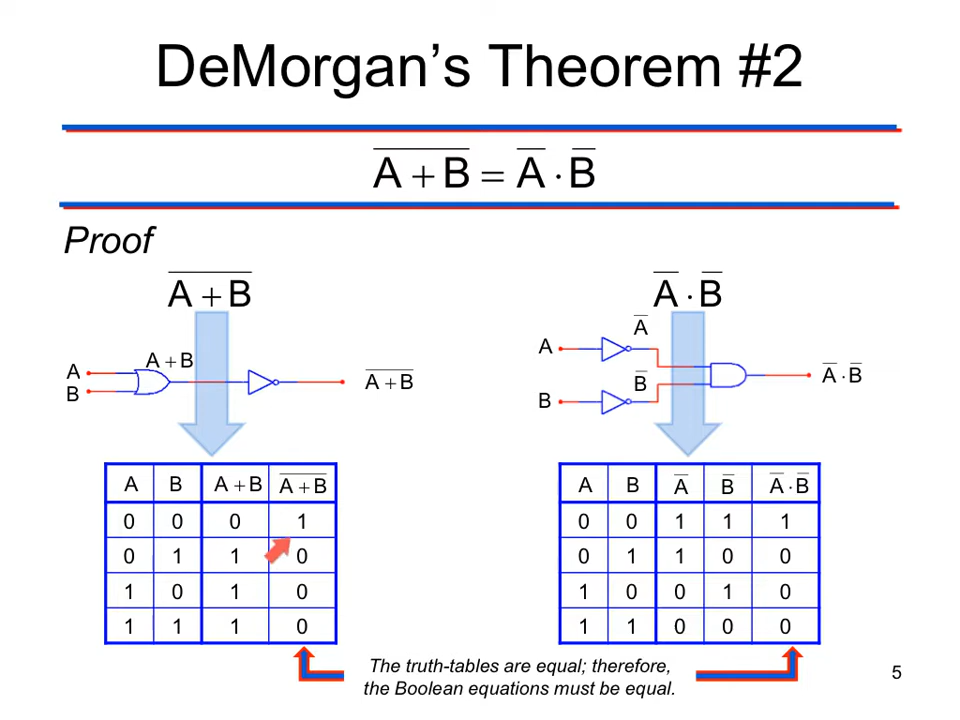 DeMorgan’s Theorem #2
A̅ ̅+̅ ̅B̅ = A̅ · B̅
Proof
A̅ ̅+̅ ̅B̅
A̅ · B̅
A
B
A + B
A̅ ̅+̅ ̅B̅
A
B
A̅
B̅
A̅ · B̅
A B A + B A̅ ̅+̅ ̅B̅
0 0 0 1
0 1 1 0
1 0 1 0
1 1 1 0
A B A̅ B̅ A̅ · B̅
0 0 1 1 1
0 1 1 0 0
1 0 0 1 0
1 1 0 0 0
The truth-tables are equal; therefore,
the Boolean equations must be equal.
5